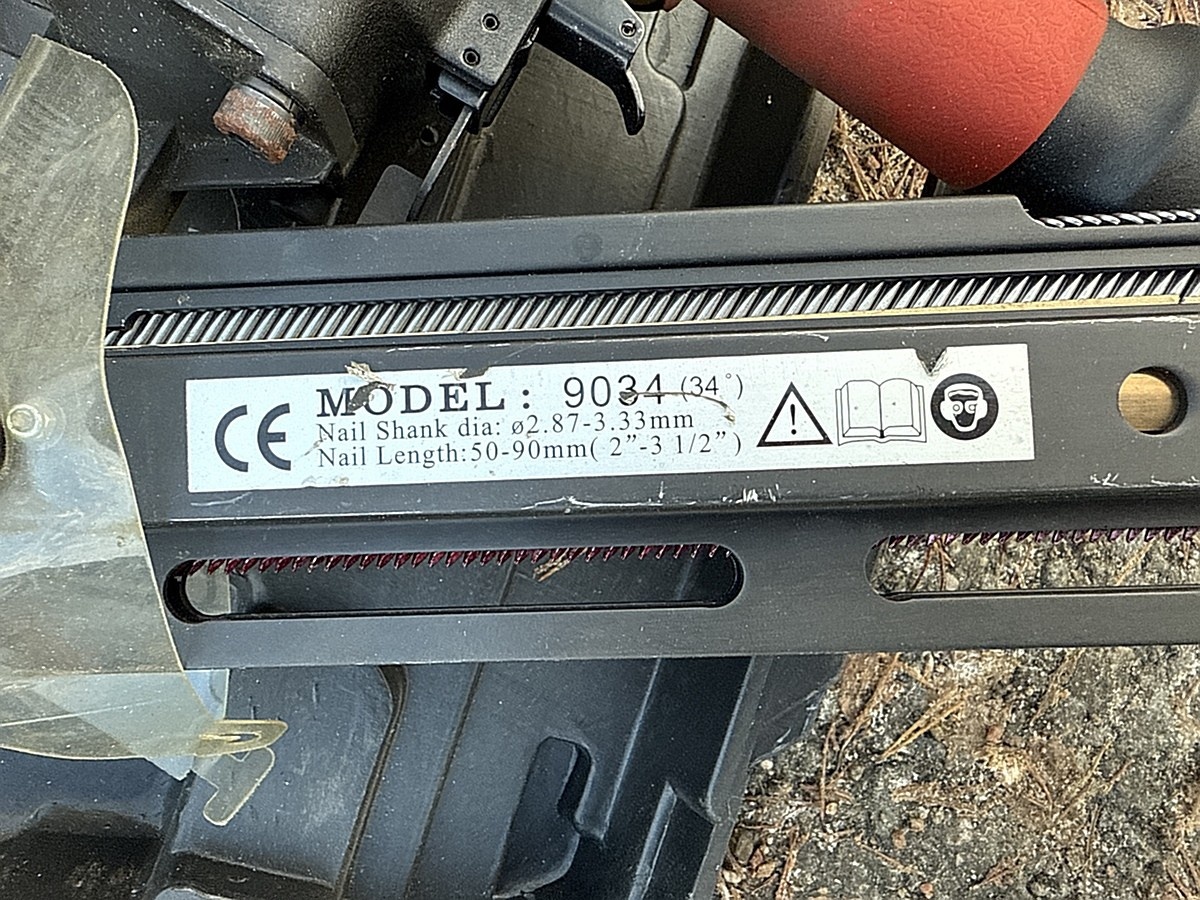 CE
MODEL: 9034 (34°)
Nail Shank dia: ø2.87-3.33mm
Nail Length:50-90mm( 2”-3 1/2”)